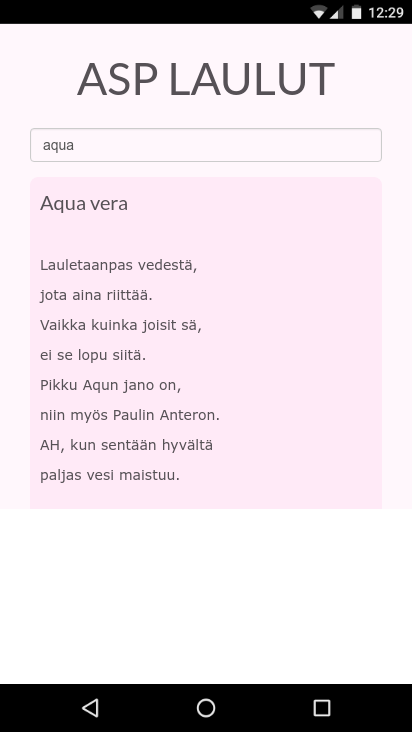 12:29
ASP LAULUT
aqua
Aqua vera
Lauletaanpas vedestä,
jota aina riittää.
Vaikka kuinka joisit sä,
ei se lopu siitä.
Pikku Aqun jano on,
niin myös Paulin Anteron.
AH, kun sentään hyvältä
paljas vesi maistuu.